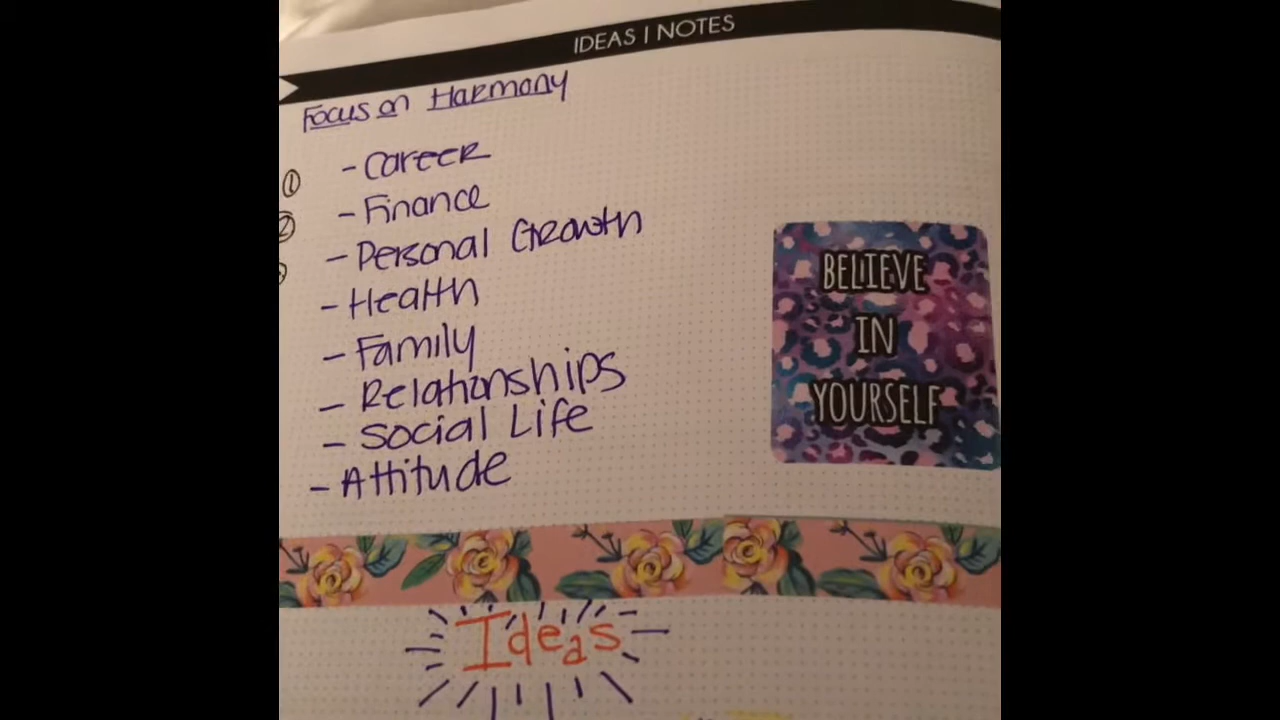 IDEAS | NOTES
Focus on Harmony
① - Career
② - Finance
- Personal Growth
- Health
- Family
- Relationships
- Social Life
- Attitude
BELIEVE
IN
YOURSELF
Ideas